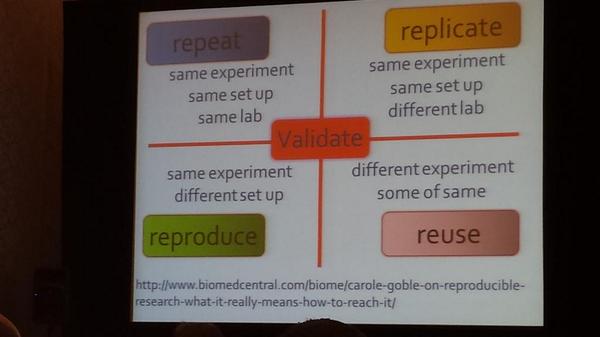 repeat
same experiment
same set up
same lab
replicate
same experiment
same set up
different lab
Validate
same experiment
different set up
reproduce
different experiment
some of same
reuse
http://www.biomedcentral.com/biome/carole-goble-on-reproducible-
research-what-it-really-means-how-to-reach-it/